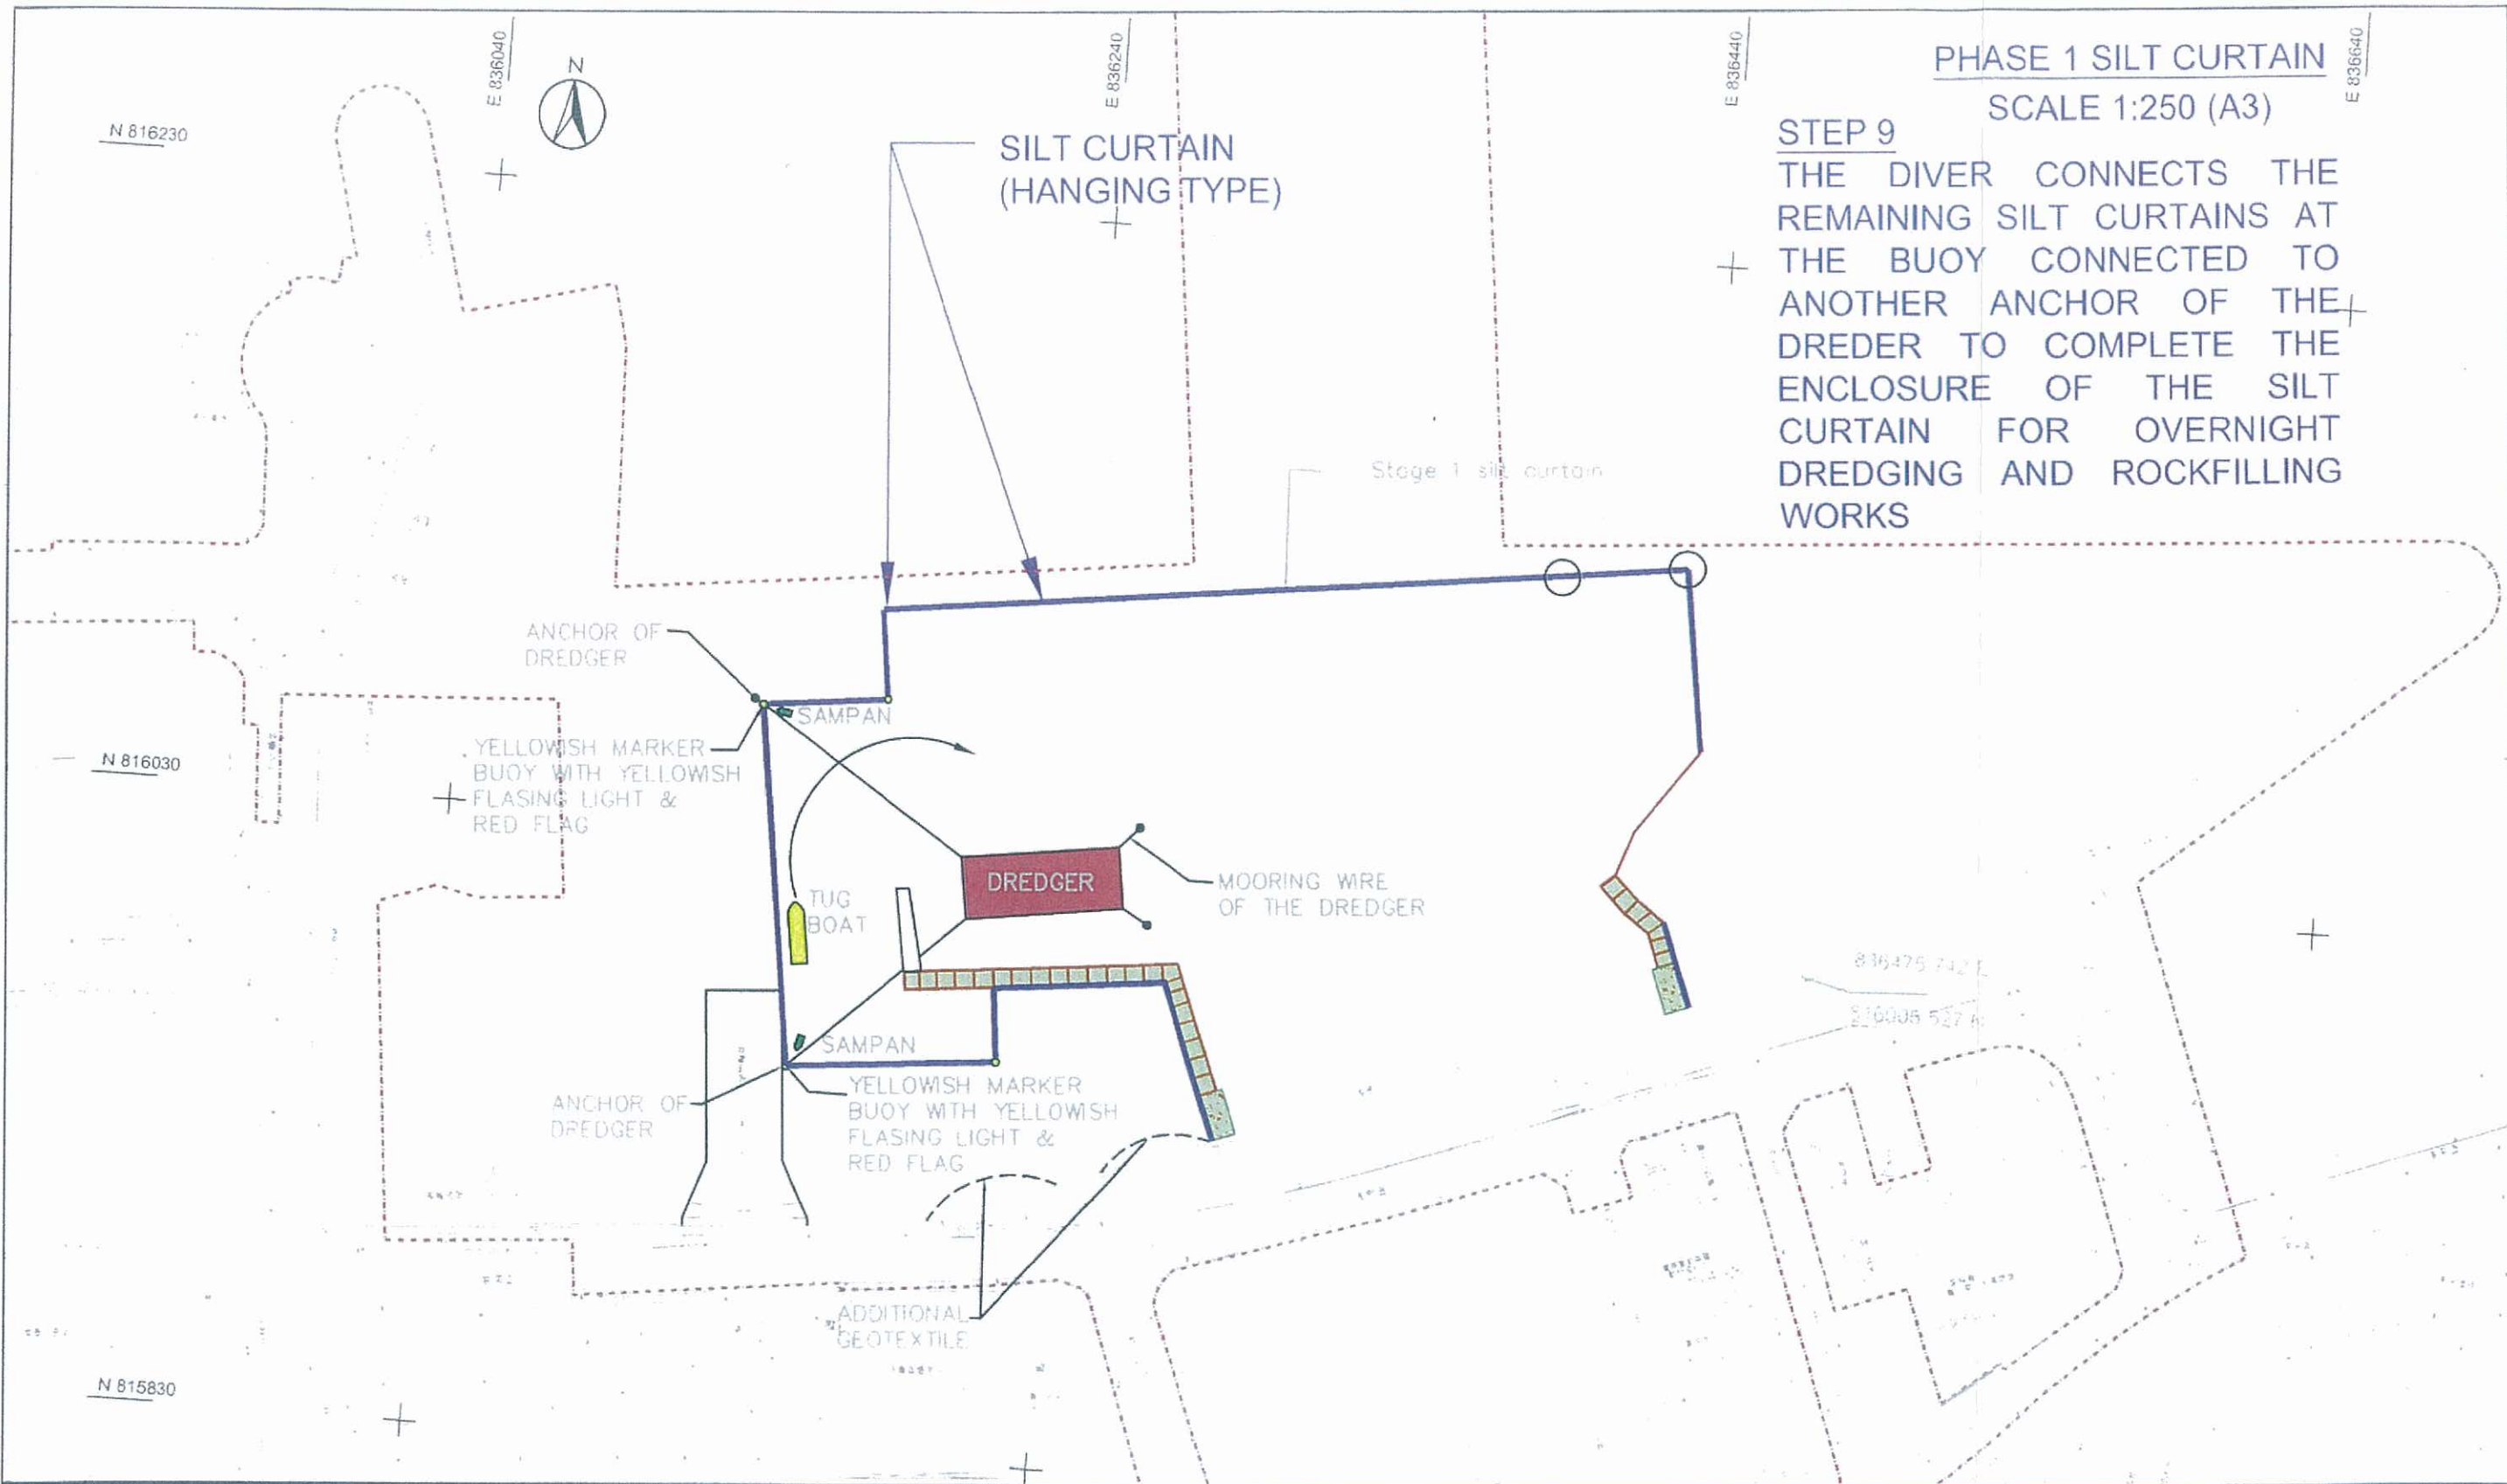 E 836040
E 836240
E 836440
E 836640
N
N 816230
PHASE 1 SILT CURTAIN
SCALE 1:250 (A3)
STEP 9
THE DIVER CONNECTS THE
REMAINING SILT CURTAINS AT
THE BUOY CONNECTED TO
ANOTHER ANCHOR OF THE
DREDER TO COMPLETE THE
ENCLOSURE OF THE SILT
CURTAIN FOR OVERNIGHT
DREDGING AND ROCKFILLING
WORKS
SILT CURTAIN
(HANGING TYPE)
Stage 1 silt curtain
ANCHOR OF
DREDGER
SAMPAN
YELLOWISH MARKER
BUOY WITH YELLOWISH
FLASING LIGHT &
RED FLAG
N 816030
DREDGER
MOORING WIRE
OF THE DREDGER
TUG
BOAT
SAMPAN
YELLOWISH MARKER
BUOY WITH YELLOWISH
FLASING LIGHT &
RED FLAG
ANCHOR OF
DREDGER
ADDITIONAL
GEOTEXTILE
N 815830